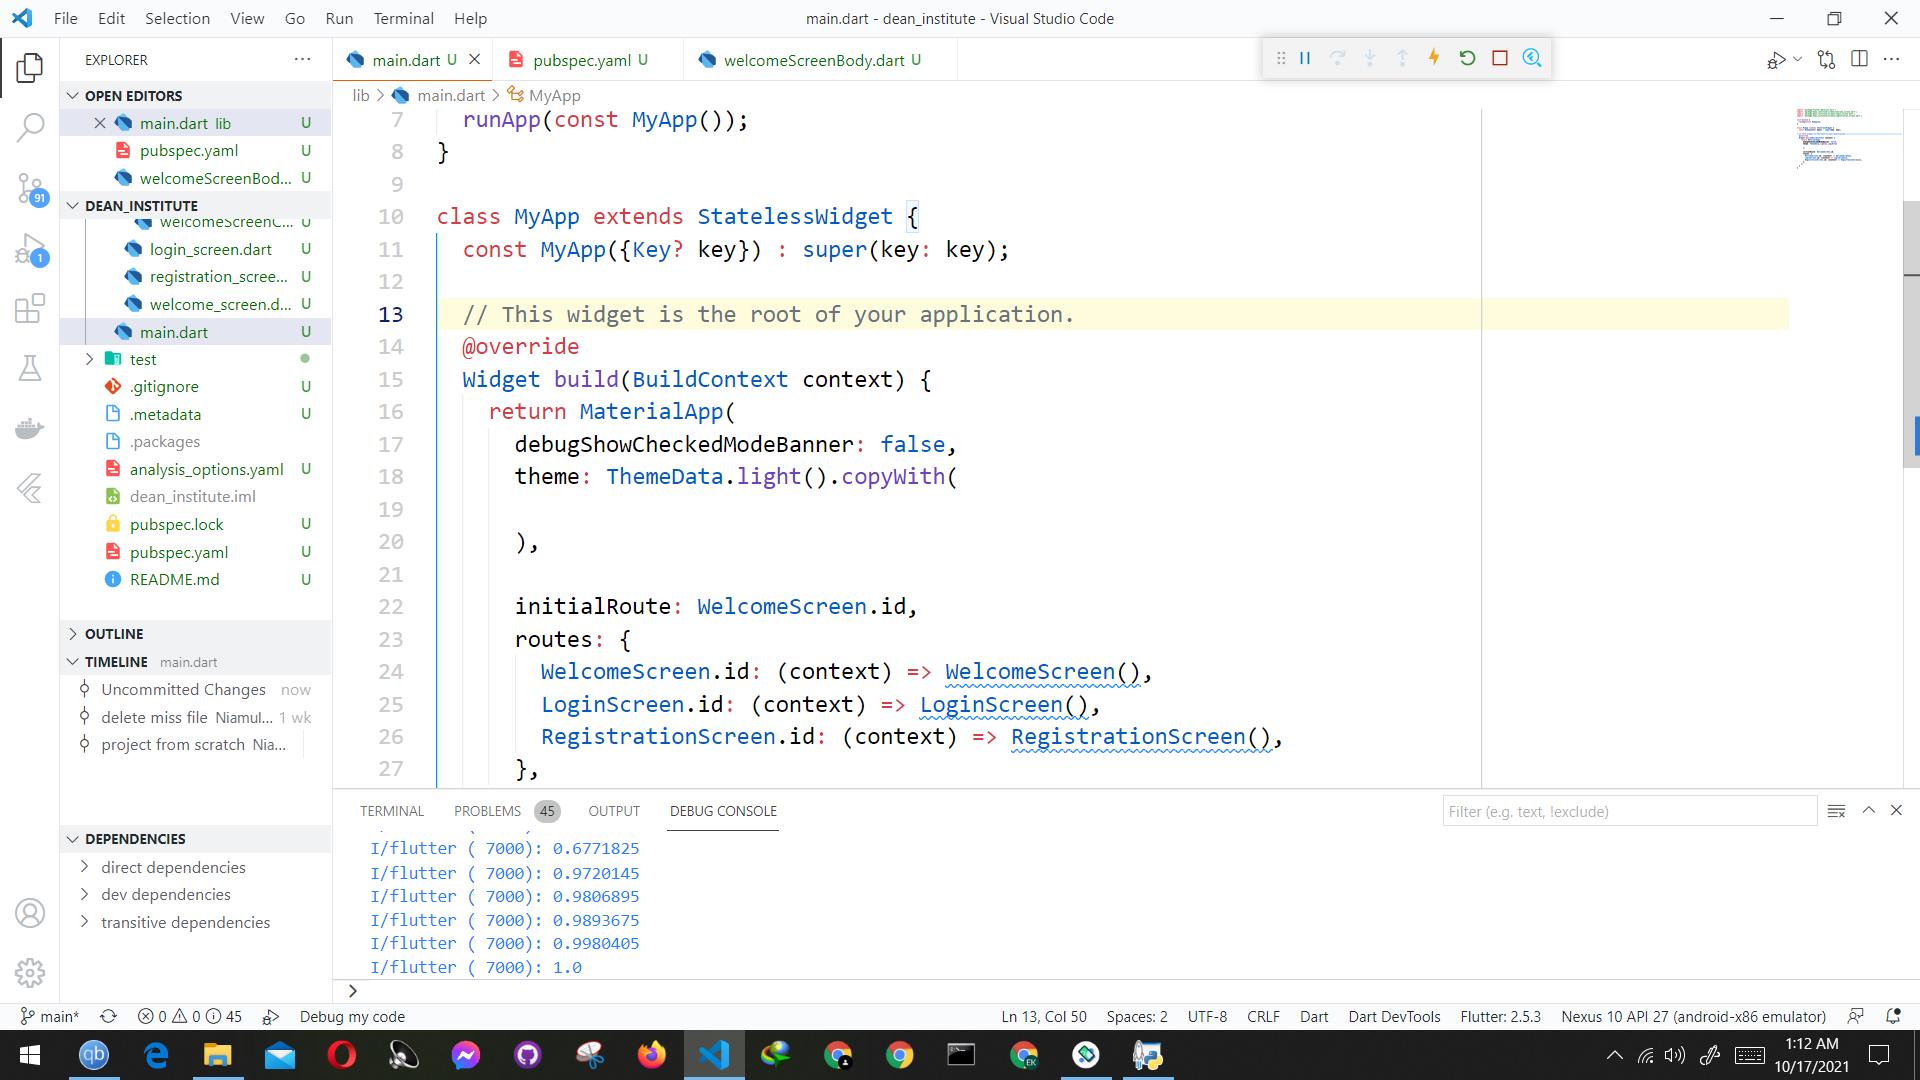 File Edit Selection View Go Run Terminal Help
main.dart - dean_institute - Visual Studio Code
EXPLORER
main.dart U
pubspec.yaml U
welcomeScreenBody.dart U
OPEN EDITORS
main.dart lib U
pubspec.yaml U
welcomeScreenBod... U
DEAN_INSTITUTE
welcomeScreenC... U
login_screen.dart U
registration_scree... U
welcome_screen.d... U
main.dart U
test
.gitignore U
.metadata U
.packages
analysis_options.yaml U
dean_institute.iml
pubspec.lock U
pubspec.yaml U
README.md U
OUTLINE
TIMELINE main.dart
Uncommitted Changes now
delete miss file Niamul... 1 wk
project from scratch Nia...
DEPENDENCIES
direct dependencies
dev dependencies
transitive dependencies
91
1
lib > main.dart > MyApp
7 runApp(const MyApp());
8 }
9
10 class MyApp extends StatelessWidget {
11 const MyApp({Key? key}) : super(key: key);
12
13 // This widget is the root of your application.
14 @override
15 Widget build(BuildContext context) {
16 return MaterialApp(
17 debugShowCheckedModeBanner: false,
18 theme: ThemeData.light().copyWith(
19
20 ),
21
22 initialRoute: WelcomeScreen.id,
23 routes: {
24 WelcomeScreen.id: (context) => WelcomeScreen(),
25 LoginScreen.id: (context) => LoginScreen(),
26 RegistrationScreen.id: (context) => RegistrationScreen(),
27 },
TERMINAL PROBLEMS 45 OUTPUT DEBUG CONSOLE
Filter (e.g. text, !exclude)
I/flutter ( 7000): 0.6771825
I/flutter ( 7000): 0.9720145
I/flutter ( 7000): 0.9806895
I/flutter ( 7000): 0.9893675
I/flutter ( 7000): 0.9980405
I/flutter ( 7000): 1.0
>
main* 0 0 45 Debug my code
Ln 13, Col 50 Spaces: 2 UTF-8 CRLF Dart Dart DevTools Flutter: 2.5.3 Nexus 10 API 27 (android-x86 emulator)
qb
EK
1:12 AM
10/17/2021